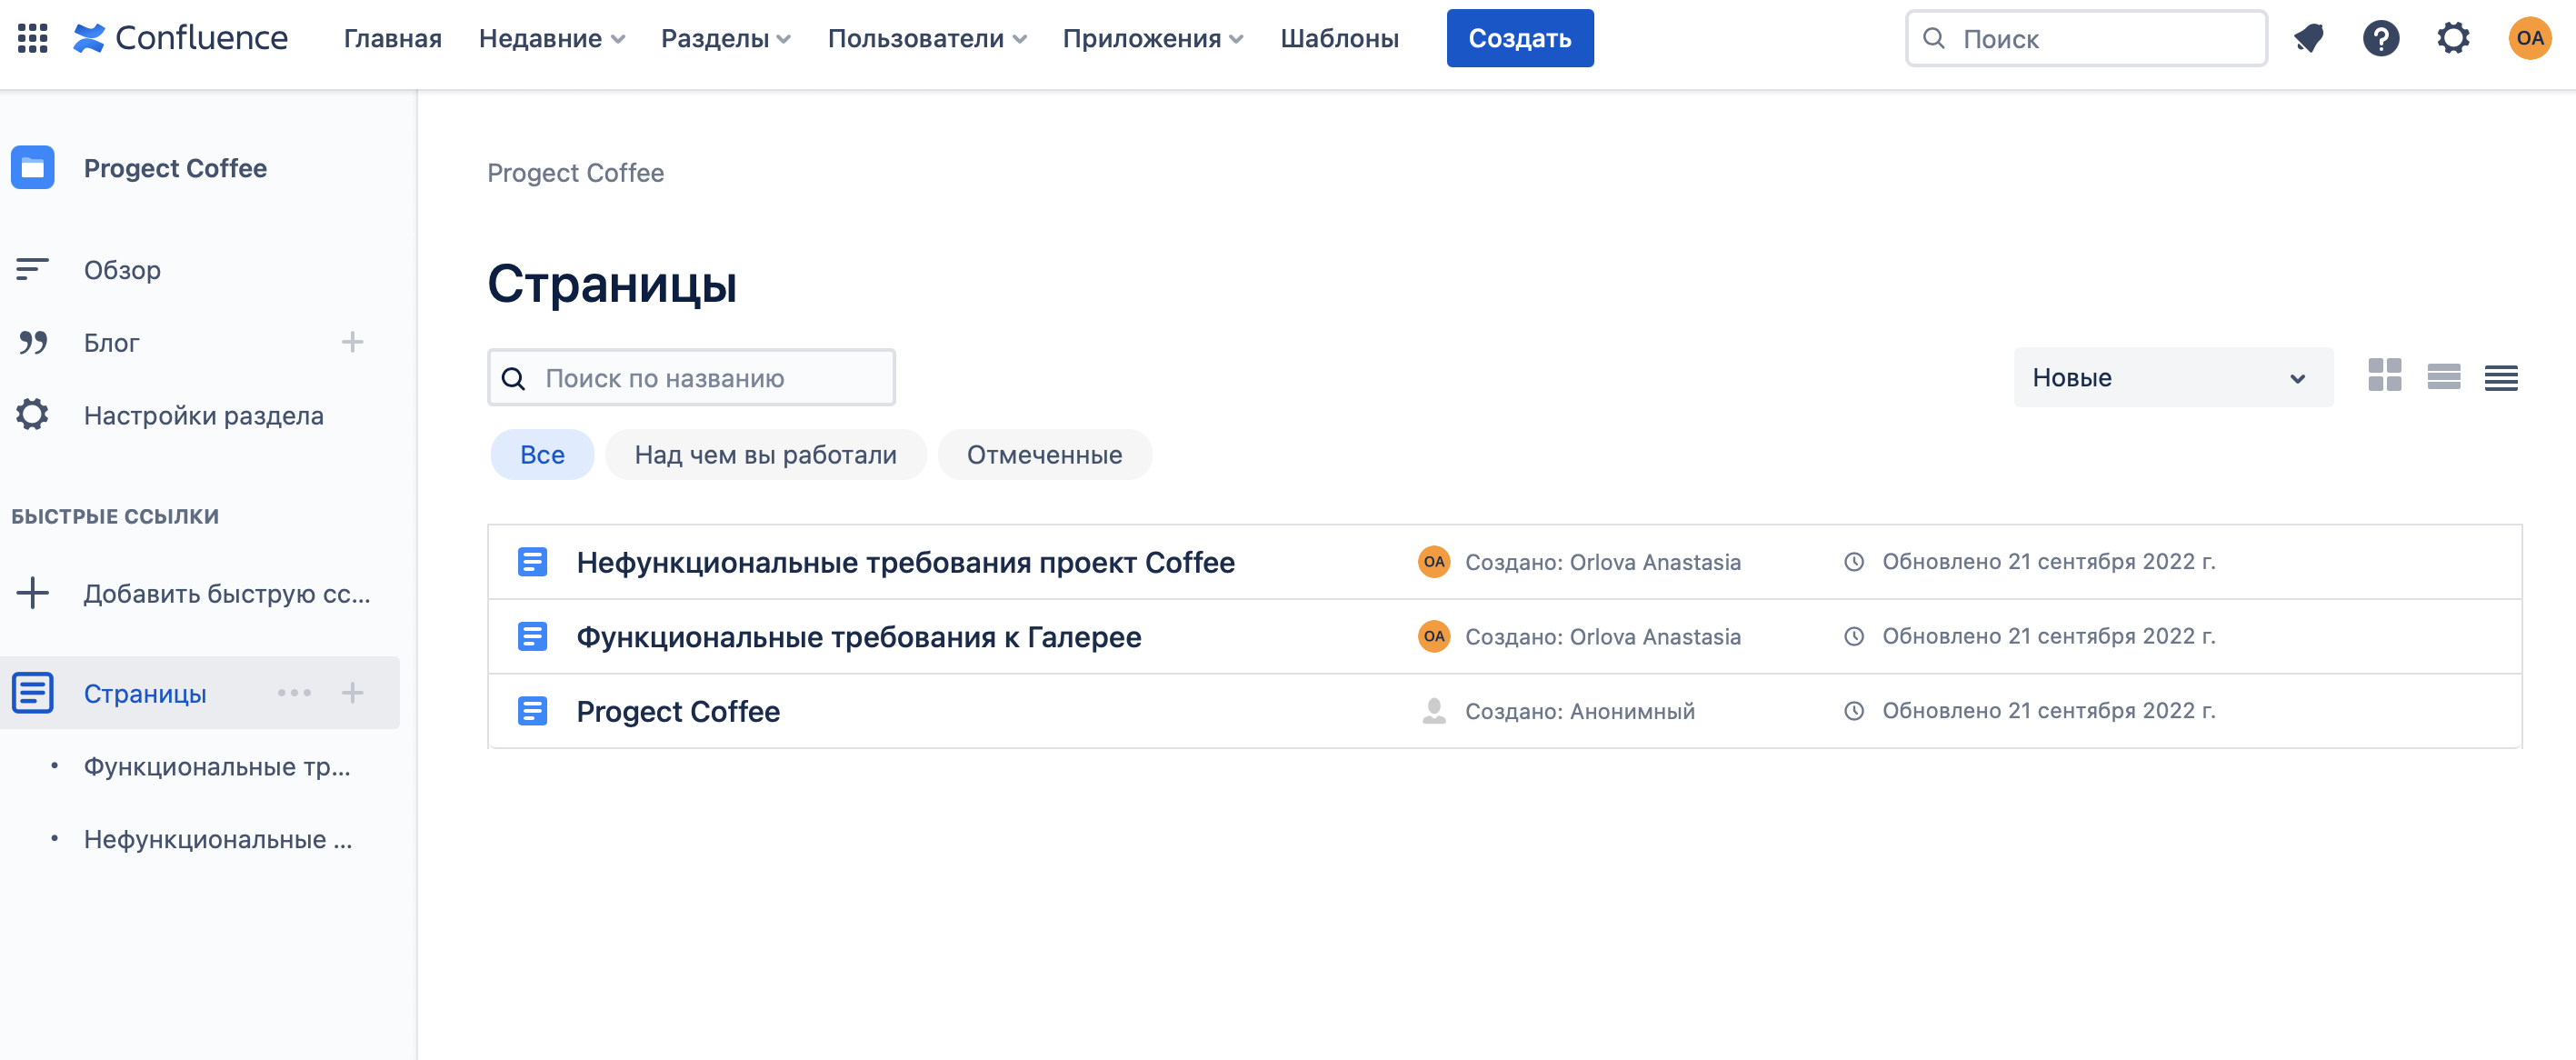 Confluence Главная Недавние Разделы Пользователи Приложения Шаблоны Создать Поиск OA
Progect Coffee
Обзор
Блог
Настройки раздела
БЫСТРЫЕ ССЫЛКИ
Добавить быструю сс...
Страницы
Функциональные тр...
Нефункциональные ...
Progect Coffee
Страницы
Поиск по названию
Новые
Все Над чем вы работали Отмеченные
Нефункциональные требования проект Coffee OA Создано: Orlova Anastasia Обновлено 21 сентября 2022 г.
Функциональные требования к Галерее OA Создано: Orlova Anastasia Обновлено 21 сентября 2022 г.
Progect Coffee Создано: Анонимный Обновлено 21 сентября 2022 г.